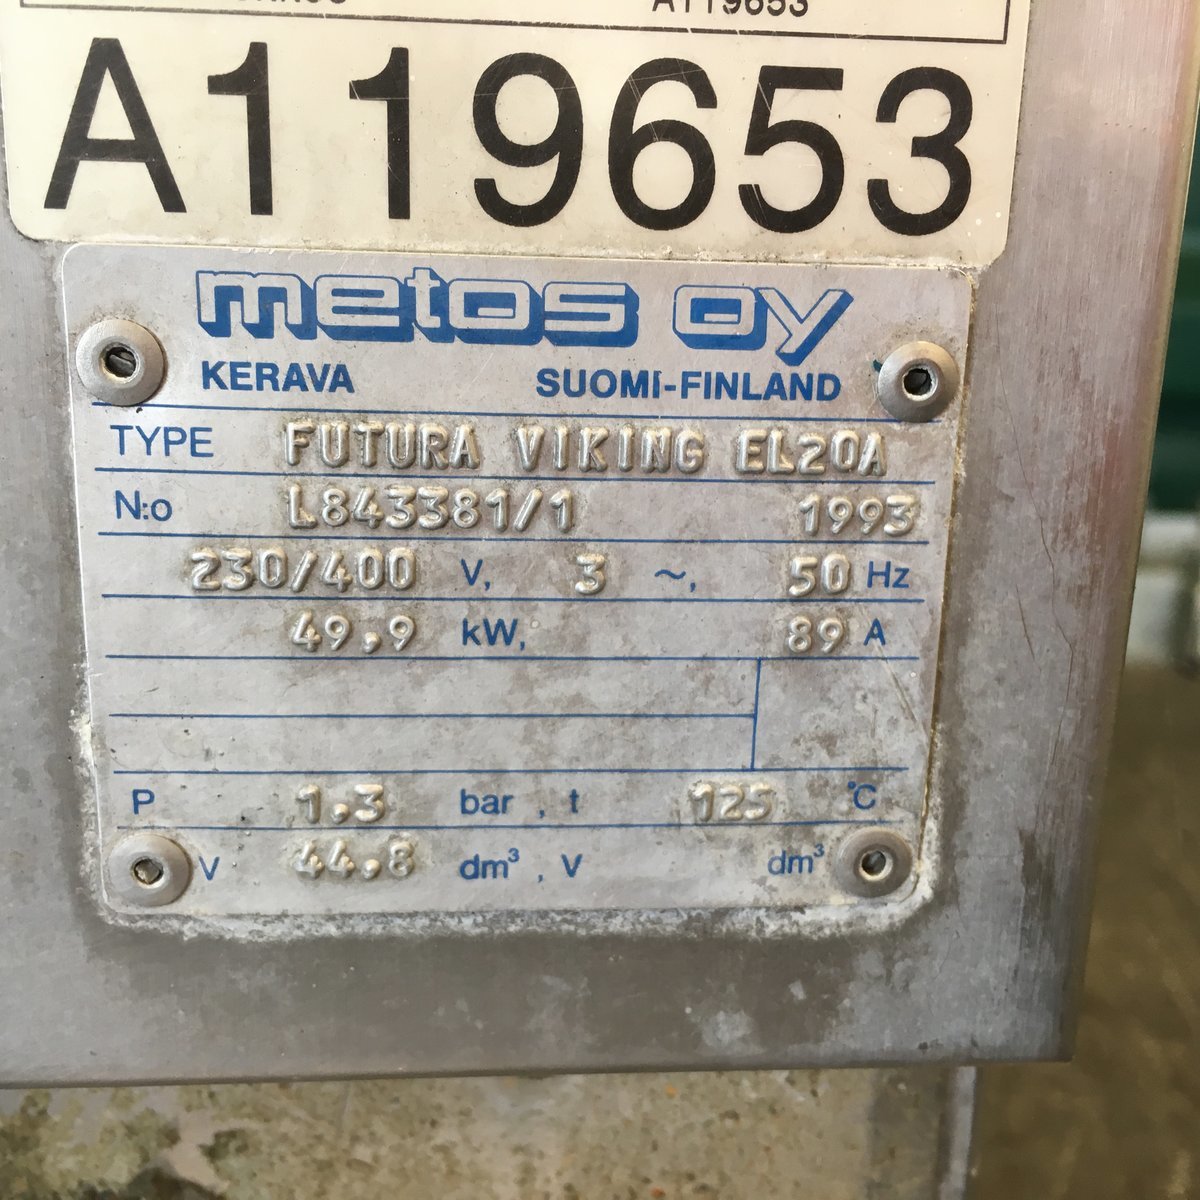 A119653
A119653
metos oy
KERAVA SUOMI-FINLAND
TYPE FUTURA VIKING EL20A
N:o L843381/1 1993
230/400 V, 3 ~, 50 Hz
49,9 kW, 89 A
P 1,3 bar , t 125 °C
V 44,8 dm³ , V dm³